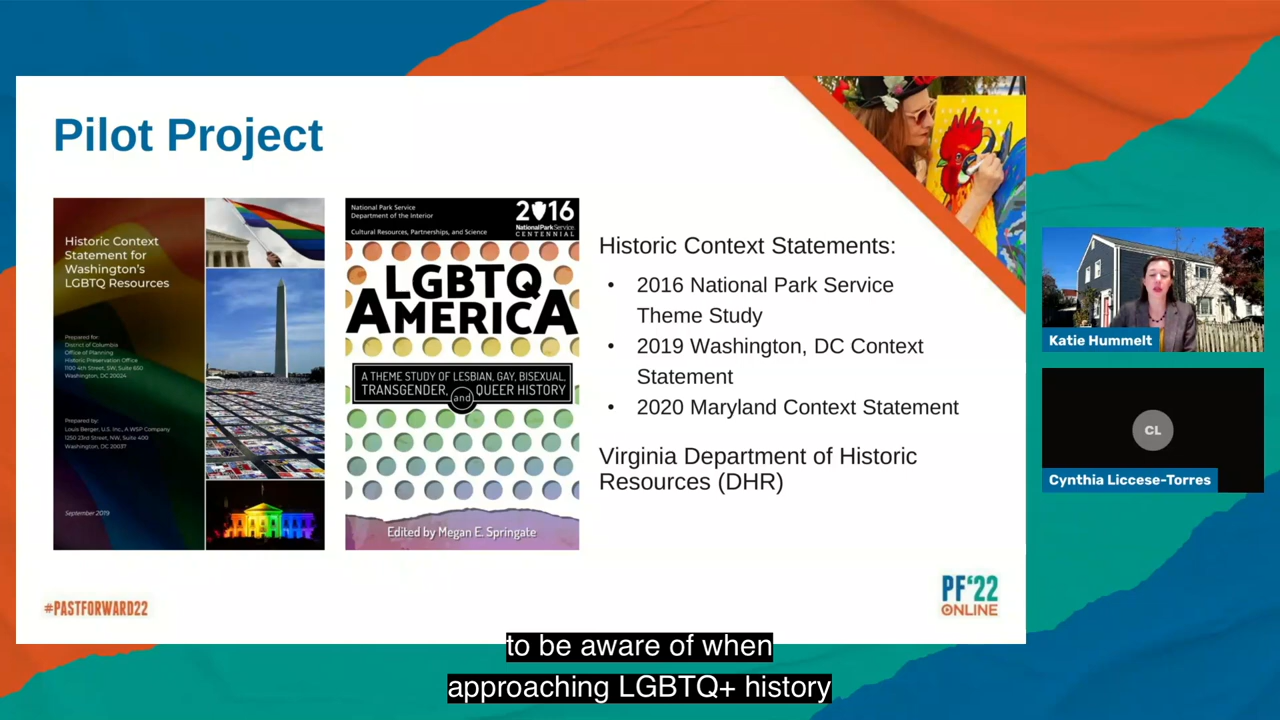 Pilot Project
Historic Context
Statement for
Washington's
LGBTQ Resources
Prepared for:
District of Columbia
Office of Planning
Historic Preservation Office
1100 4th Street, SW, Suite 650
Washington, DC 20024
Prepared by:
Louis Berger, U.S. Inc., A WSP Company
1250 23rd Street, NW, Suite 400
Washington, DC 20037
September 2019
National Park Service
Department of the Interior
Cultural Resources, Partnerships, and Science
2016
National Park Service
CENTENNIAL
LGBTQ
AMERICA
A THEME STUDY OF LESBIAN, GAY, BISEXUAL,
TRANSGENDER, and QUEER HISTORY
Edited by Megan E. Springate
Historic Context Statements:
• 2016 National Park Service
Theme Study
• 2019 Washington, DC Context
Statement
• 2020 Maryland Context Statement
Virginia Department of Historic
Resources (DHR)
#PASTFORWARD22
PF'22
ONLINE
Katie Hummelt
CL
Cynthia Liccese-Torres
to be aware of when
approaching LGBTQ+ history